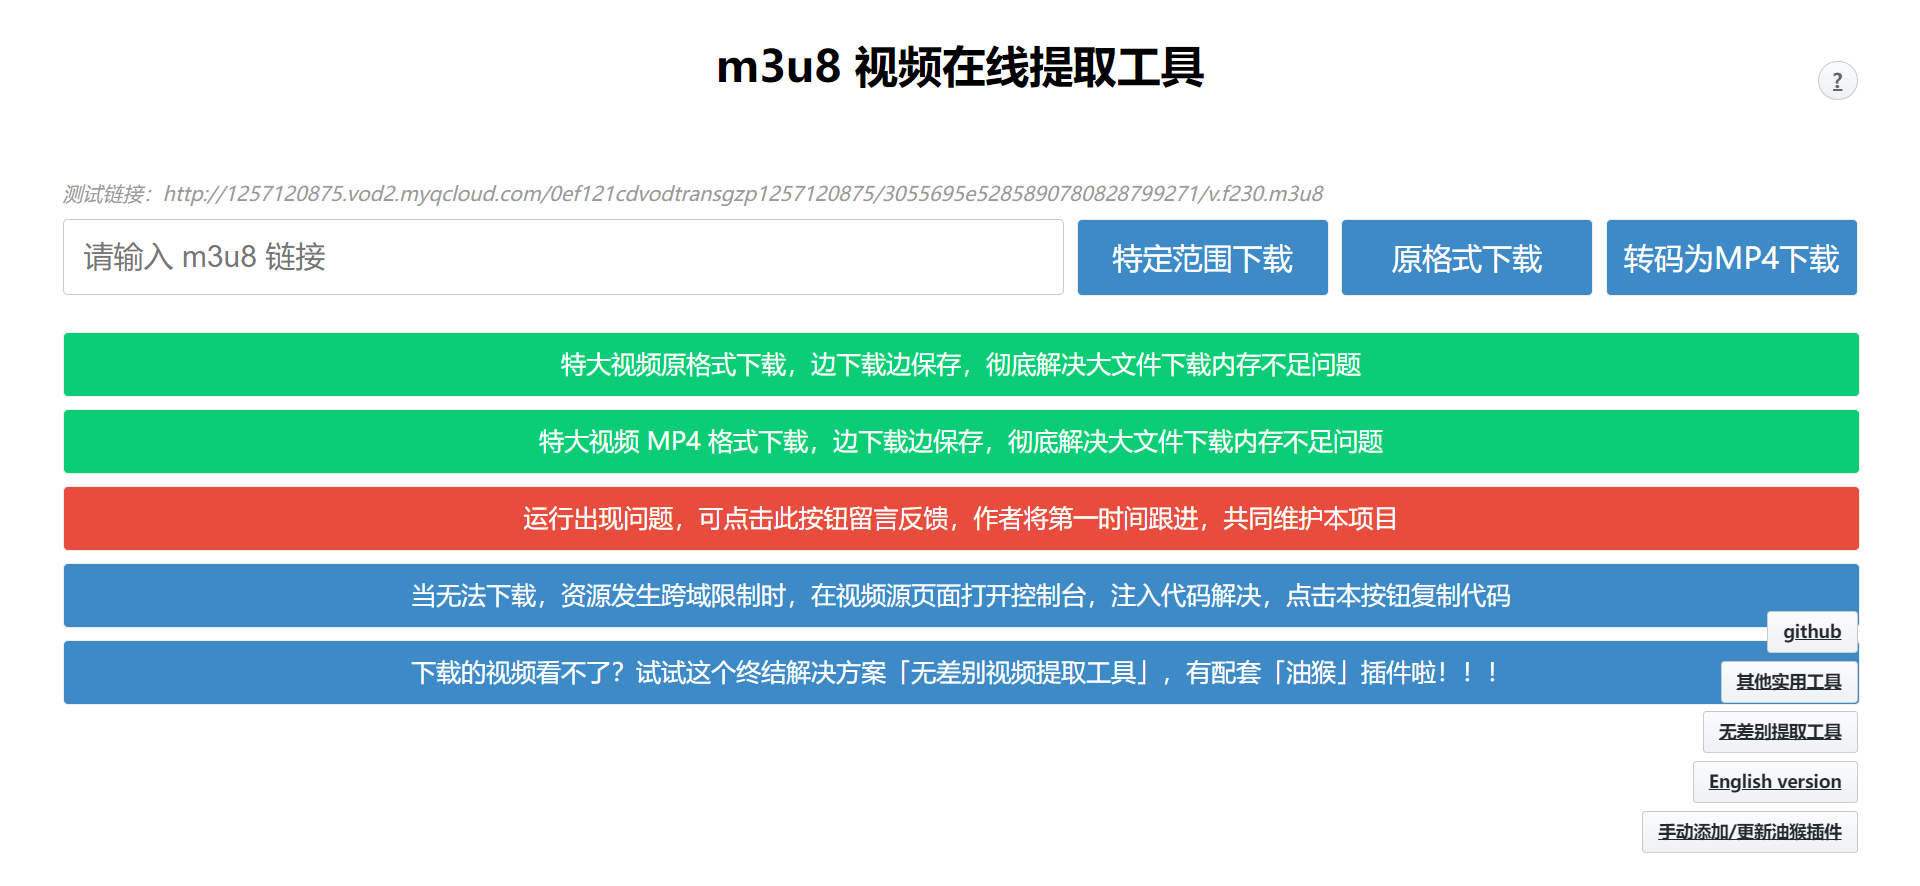 m3u8 视频在线提取工具
?
测试链接：http://1257120875.vod2.myqcloud.com/0ef121cdvodtransgzp1257120875/3055695e5285890780828799271/v.f230.m3u8
请输入 m3u8 链接
特定范围下载
原格式下载
转码为MP4下载
特大视频原格式下载，边下载边保存，彻底解决大文件下载内存不足问题
特大视频 MP4 格式下载，边下载边保存，彻底解决大文件下载内存不足问题
运行出现问题，可点击此按钮留言反馈，作者将第一时间跟进，共同维护本项目
当无法下载，资源发生跨域限制时，在视频源页面打开控制台，注入代码解决，点击本按钮复制代码
github
下载的视频看不了？试试这个终结解决方案「无差别视频提取工具」，有配套「油猴」插件啦！！！
其他实用工具
无差别提取工具
English version
手动添加/更新油猴插件